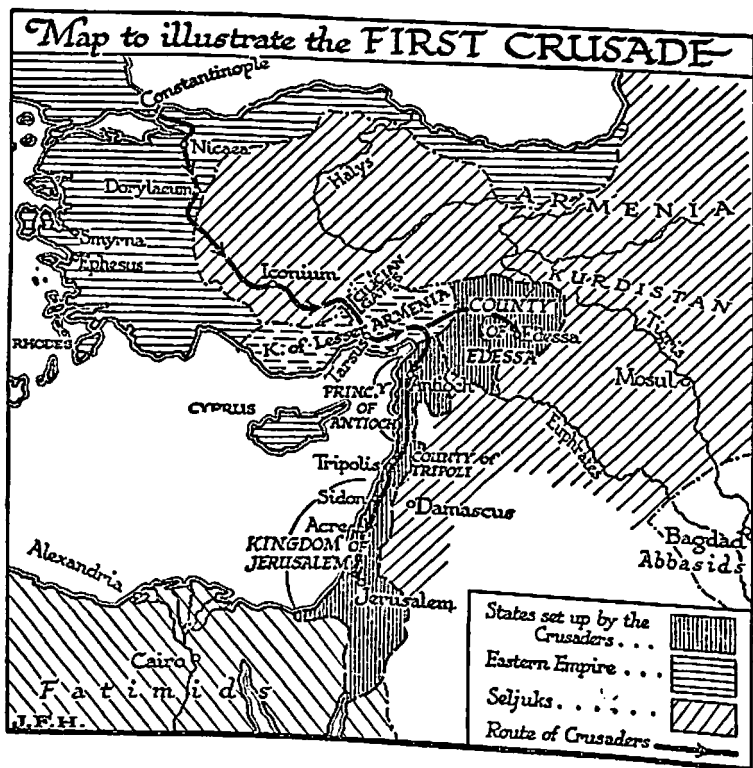 Map to illustrate the FIRST CRUSADE
Constantinople
Nicaea
Dorylaeum
Halys
ARMENIA
Smyrna
Ephesus
Iconium
CILICIAN
GATES
KURDISTAN
COUNTY
OF Edessa
EDESSA
K. of Lesser ARMENIA
Tarsus
Tigris
Mosul
RHODES
Antioch
PRINC.Y
OF
ANTIOCH
CYPRUS
Euphrates
Tripolis
COUNTY of
TRIPOLI
Sidon
Damascus
Acre
KINGDOM OF
JERUSALEM
Bagdad
Abbasids
Alexandria
Jerusalem
Cairo
Fatimids
J.F.H.
States set up by the
Crusaders . . .
Eastern Empire . . .
Seljuks . . . . .
Route of Crusaders